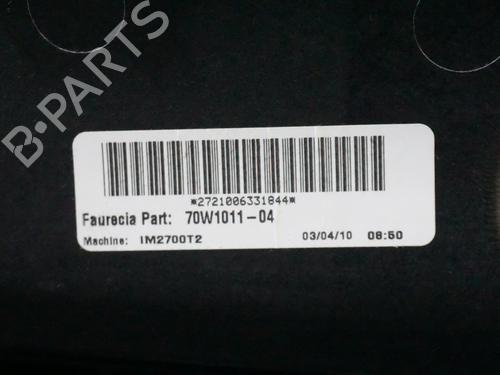 B-PARTS
*2721006331844*
Faurecia Part: 70W1011-04
Machine: IM2700T2 03/04/10 08:50